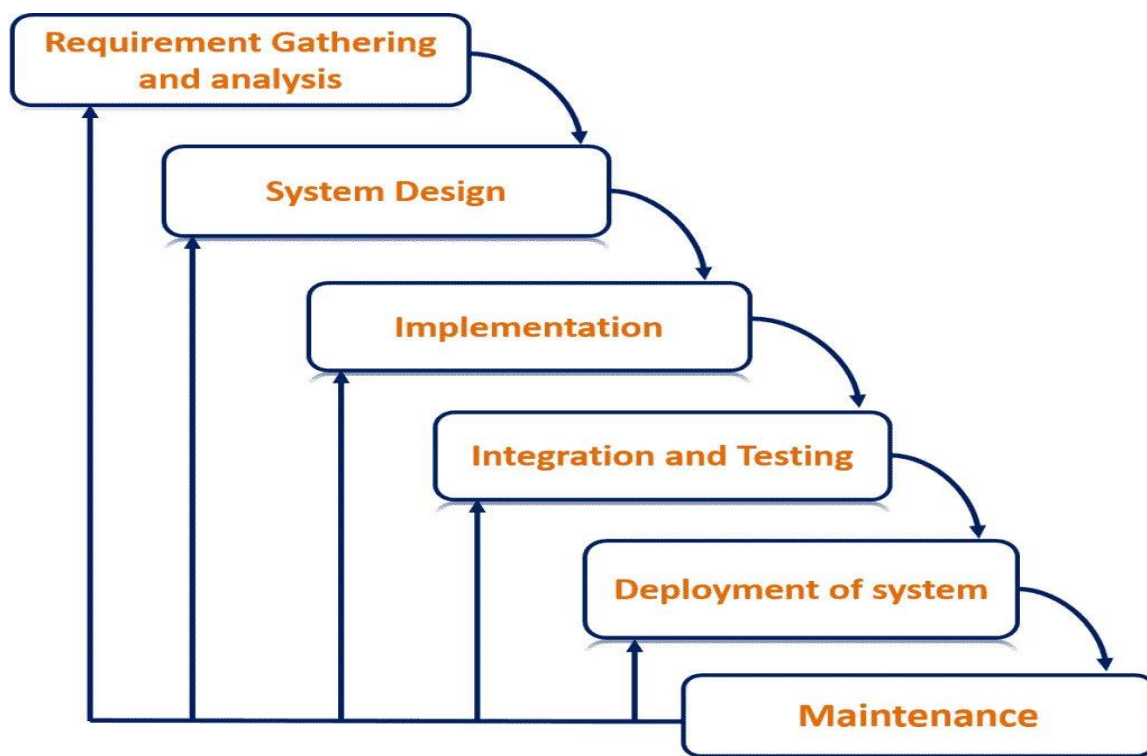 Requirement Gathering
and analysis
System Design
Implementation
Integration and Testing
Deployment of system
Maintenance